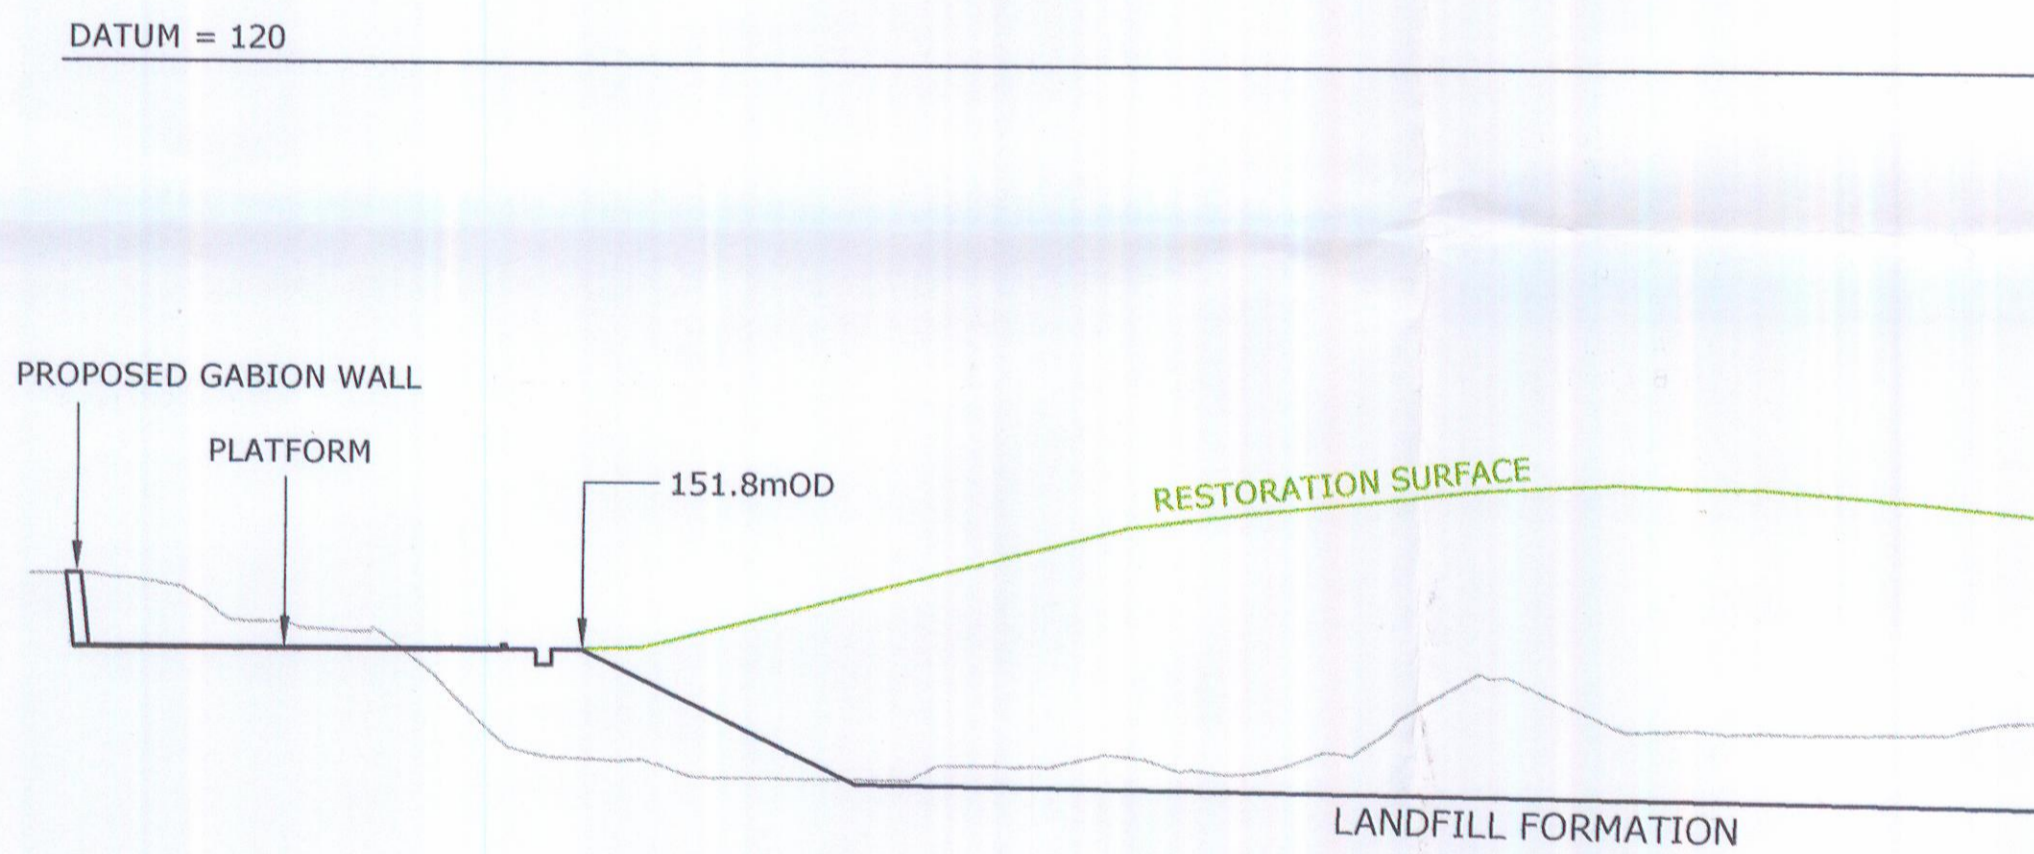 DATUM = 120
PROPOSED GABION WALL
PLATFORM
151.8mOD
RESTORATION SURFACE
LANDFILL FORMATION